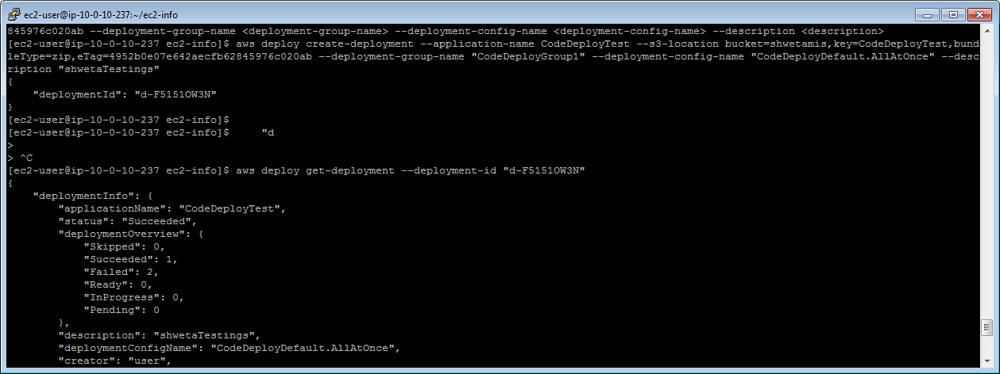 ec2-user@ip-10-0-10-237:~/ec2-info
845976c020ab --deployment-group-name <deployment-group-name> --deployment-config-name <deployment-config-name> --description <description>
[ec2-user@ip-10-0-10-237 ec2-info]$ aws deploy create-deployment --application-name CodeDeployTest --s3-location bucket=shwetamis,key=CodeDeployTest,bund
leType=zip,eTag=4952b0e07e642aecfb62845976c020ab --deployment-group-name "CodeDeployGroup1" --deployment-config-name "CodeDeployDefault.AllAtOnce" --desc
ription "shwetaTestings"
{
    "deploymentId": "d-F5151OW3N"
}
[ec2-user@ip-10-0-10-237 ec2-info]$
[ec2-user@ip-10-0-10-237 ec2-info]$     "d
>
> ^C
[ec2-user@ip-10-0-10-237 ec2-info]$ aws deploy get-deployment --deployment-id "d-F5151OW3N"
{
    "deploymentInfo": {
        "applicationName": "CodeDeployTest",
        "status": "Succeeded",
        "deploymentOverview": {
            "Skipped": 0,
            "Succeeded": 1,
            "Failed": 2,
            "Ready": 0,
            "InProgress": 0,
            "Pending": 0
        },
        "description": "shwetaTestings",
        "deploymentConfigName": "CodeDeployDefault.AllAtOnce",
        "creator": "user",